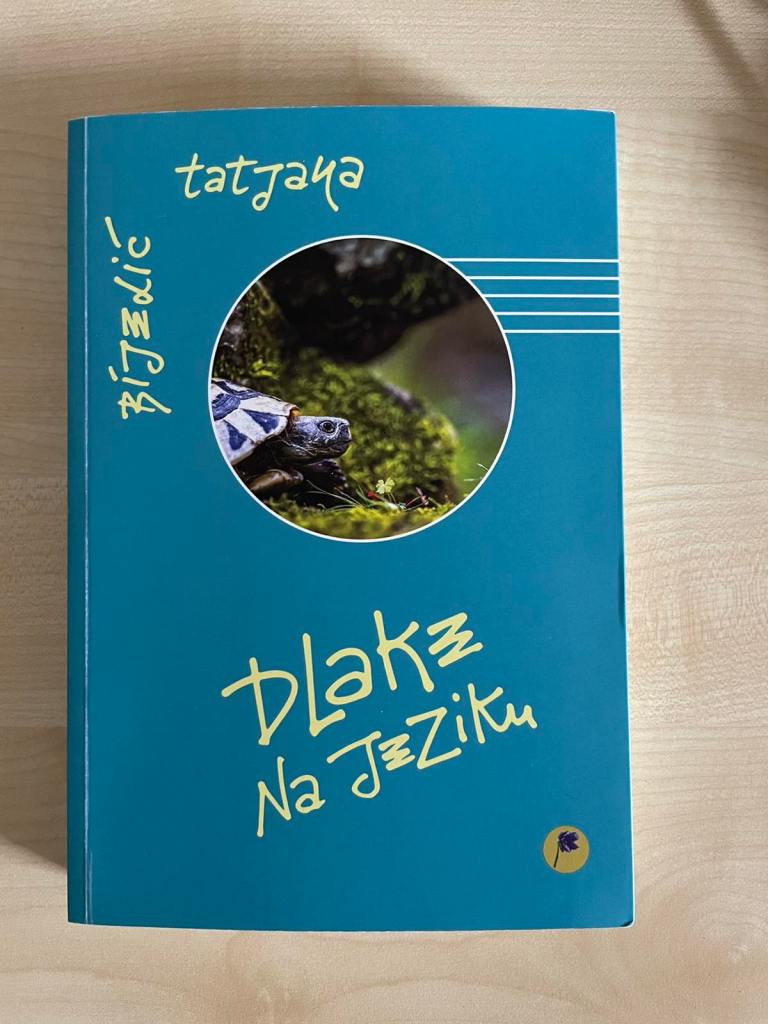 tatjana
BIJEDIĆ
DLAKE
Na JEZIKU